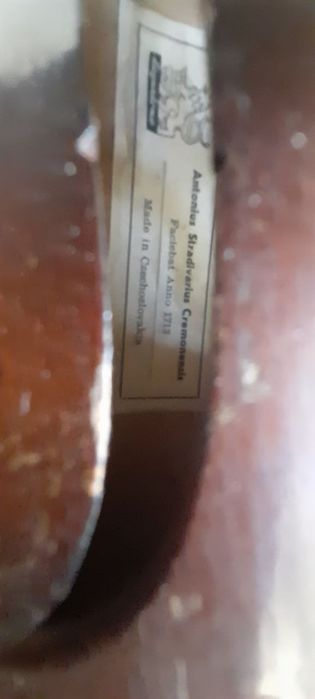 Antonius Stradivarius Cremonensis
Faciebat Anno 1713
Made in Czechoslovakia